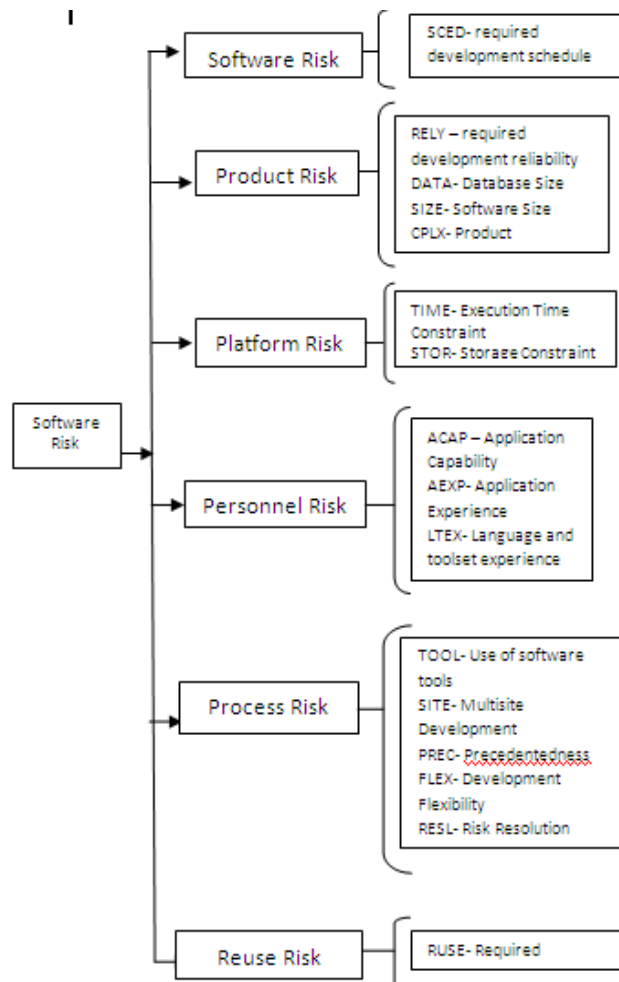 Software Risk
SCED- required
development schedule
Product Risk
RELY – required
development reliability
DATA- Database Size
SIZE- Software Size
CPLX- Product
Platform Risk
TIME- Execution Time
Constraint
STOR- Storage Constraint
Software
Risk
Personnel Risk
ACAP – Application
Capability
AEXP- Application
Experience
LTEX- Language and
toolset experience
Process Risk
TOOL- Use of software
tools
SITE- Multisite
Development
PREC- Precedentedness
FLEX- Development
Flexibility
RESL- Risk Resolution
Reuse Risk
RUSE- Required